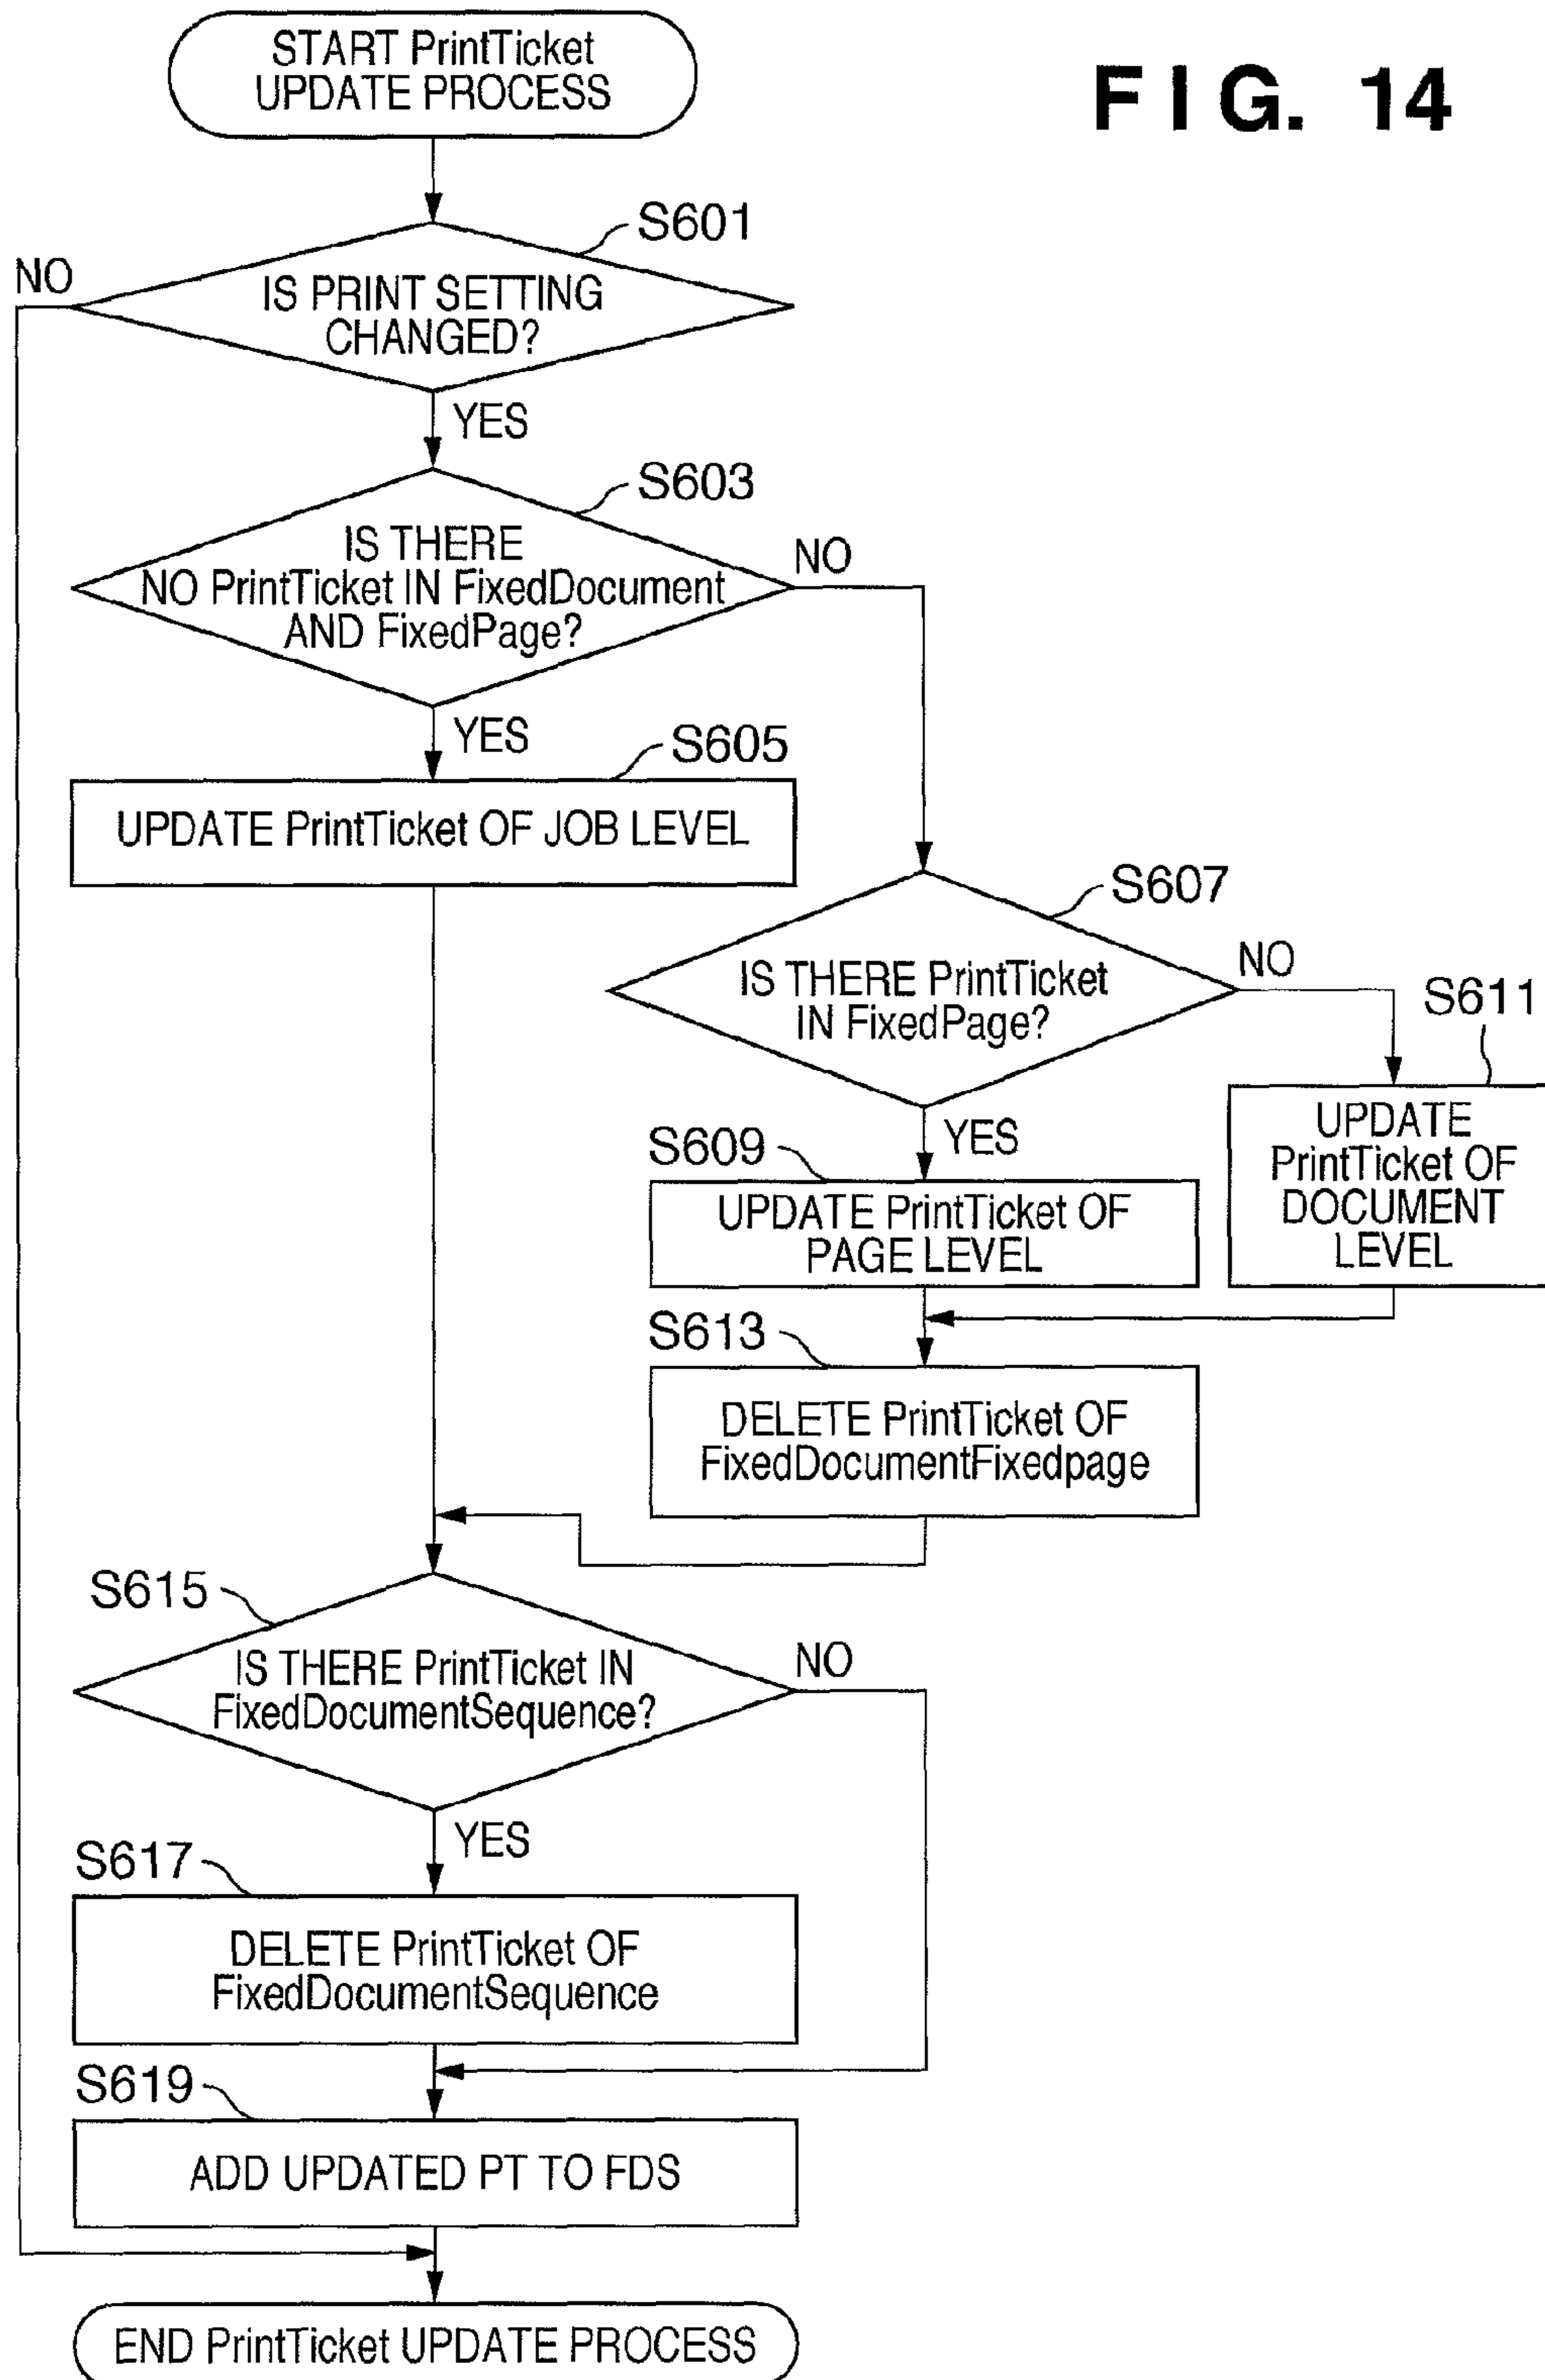 START PrintTicket
UPDATE PROCESS
FIG. 14
S601
NO
IS PRINT SETTING
CHANGED?
YES
S603
IS THERE
NO PrintTicket IN FixedDocument
AND FixedPage?
NO
YES
S605
UPDATE PrintTicket OF JOB LEVEL
S607
IS THERE PrintTicket
IN FixedPage?
NO
S611
UPDATE
PrintTicket OF
DOCUMENT
LEVEL
YES
S609
UPDATE PrintTicket OF
PAGE LEVEL
S613
DELETE PrintTicket OF
FixedDocumentFixedpage
S615
IS THERE PrintTicket IN
FixedDocumentSequence?
NO
YES
S617
DELETE PrintTicket OF
FixedDocumentSequence
S619
ADD UPDATED PT TO FDS
END PrintTicket UPDATE PROCESS